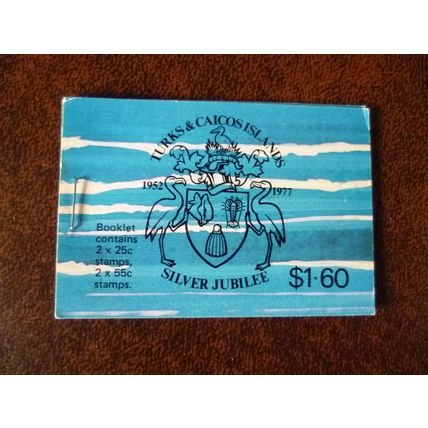 TURKS & CAICOS ISLANDS
1952 1977
Booklet
contains
2 x 25c
stamps,
2 x 55c
stamps.
SILVER JUBILEE
$1·60